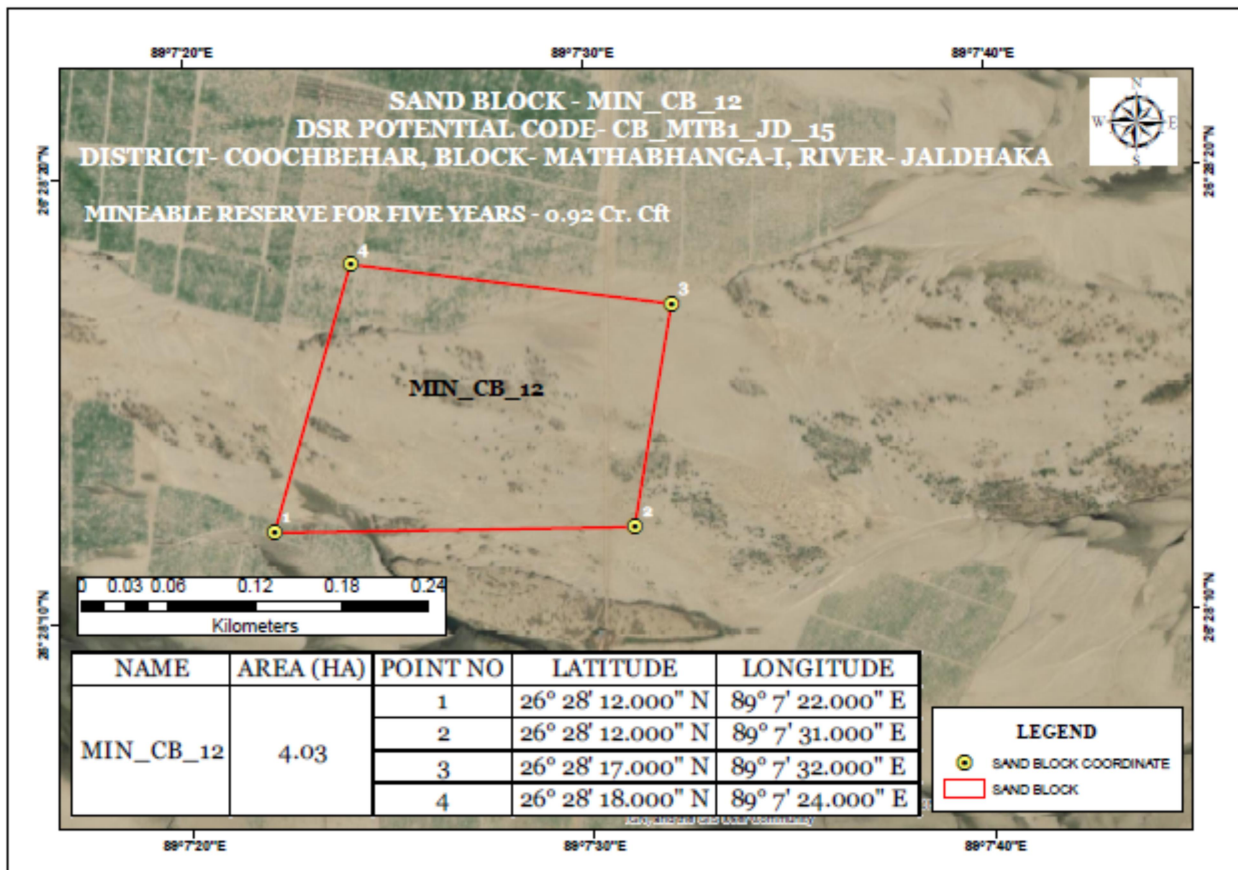 89°7'20"E 89°7'30"E 89°7'40"E
SAND BLOCK - MIN_CB_12
DSR POTENTIAL CODE- CB_MTB1_JD_15
DISTRICT- COOCHBEHAR, BLOCK- MATHABHANGA-I, RIVER- JALDHAKA
MINEABLE RESERVE FOR FIVE YEARS - 0.92 Cr. Cft
N
W E
S
26°28'20"N 26°28'20"N
4
3
MIN_CB_12
1
2
0 0.03 0.06 0.12 0.18 0.24
Kilometers
26°28'10"N 26°28'10"N
NAME AREA (HA) POINT NO LATITUDE LONGITUDE
1 26° 28' 12.000" N 89° 7' 22.000" E
2 26° 28' 12.000" N 89° 7' 31.000" E
MIN_CB_12 4.03
3 26° 28' 17.000" N 89° 7' 32.000" E
4 26° 28' 18.000" N 89° 7' 24.000" E
LEGEND
SAND BLOCK COORDINATE
SAND BLOCK
Community
89°7'20"E 89°7'30"E 89°7'40"E